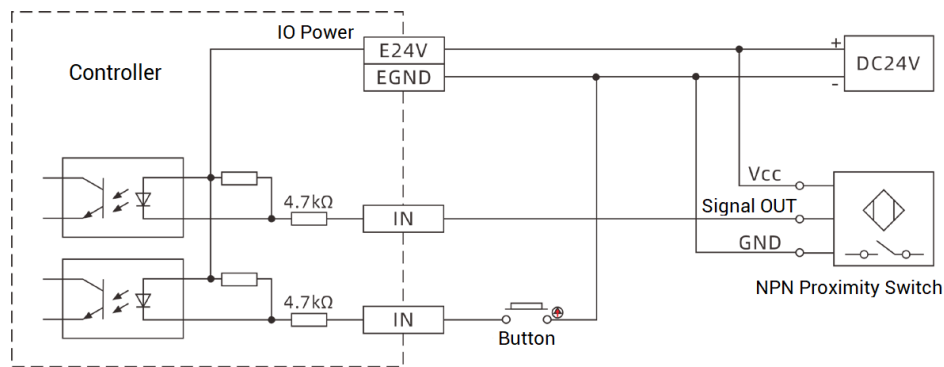 IO Power
E24V
+
Controller
EGND
DC24V
-
Vcc
4.7kΩ
Signal OUT
IN
GND
NPN Proximity Switch
4.7kΩ
IN
Button